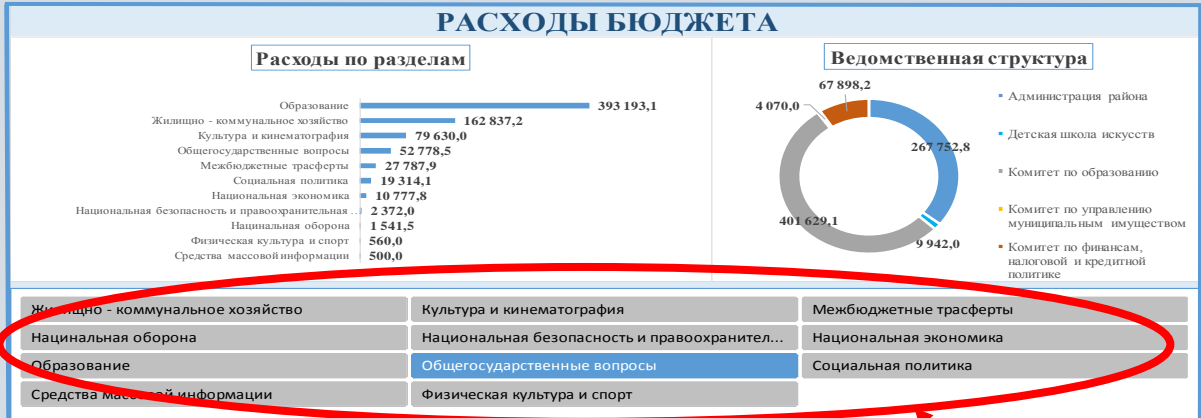 РАСХОДЫ БЮДЖЕТА
Расходы по разделам
Образование 393 193,1
Жилищно - коммунальное хозяйство 162 837,2
Культура и кинематография 79 630,0
Общегосударственные вопросы 52 778,5
Межбюджетные трасферты 27 787,9
Социальная политика 19 314,1
Национальная экономика 10 777,8
Национальная безопасность и правоохранительная … 2 372,0
Нацинальная оборона 1 541,5
Физическая культура и спорт 560,0
Средства массовой информации 500,0
Ведомственная структура
67 898,2
4 070,0
267 752,8
401 629,1
9 942,0
Администрация района
Детская школа искусств
Комитет по образованию
Комитет по управлению
муниципальным имуществом
Комитет по финансам,
налоговой и кредитной
политике
Жилищно - коммунальное хозяйство
Культура и кинематография
Межбюджетные трасферты
Нацинальная оборона
Национальная безопасность и правоохранител...
Национальная экономика
Образование
Общегосударственные вопросы
Социальная политика
Средства массовой информации
Физическая культура и спорт